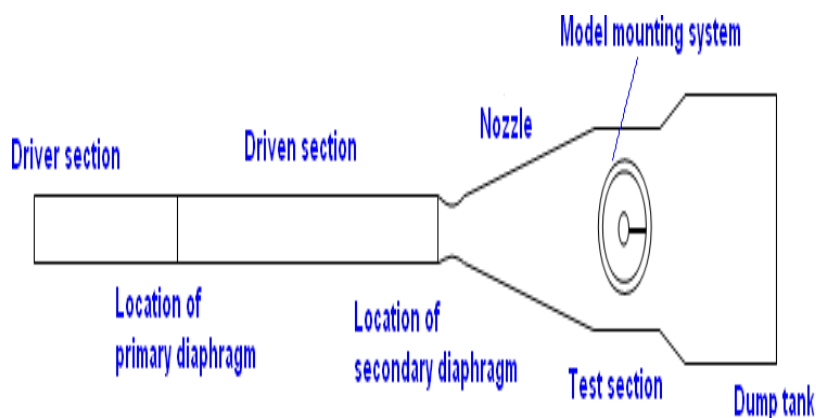 Model mounting system
Nozzle
Driven section
Driver section
Location of
primary diaphragm
Location of
secondary diaphragm
Test section
Dump tank